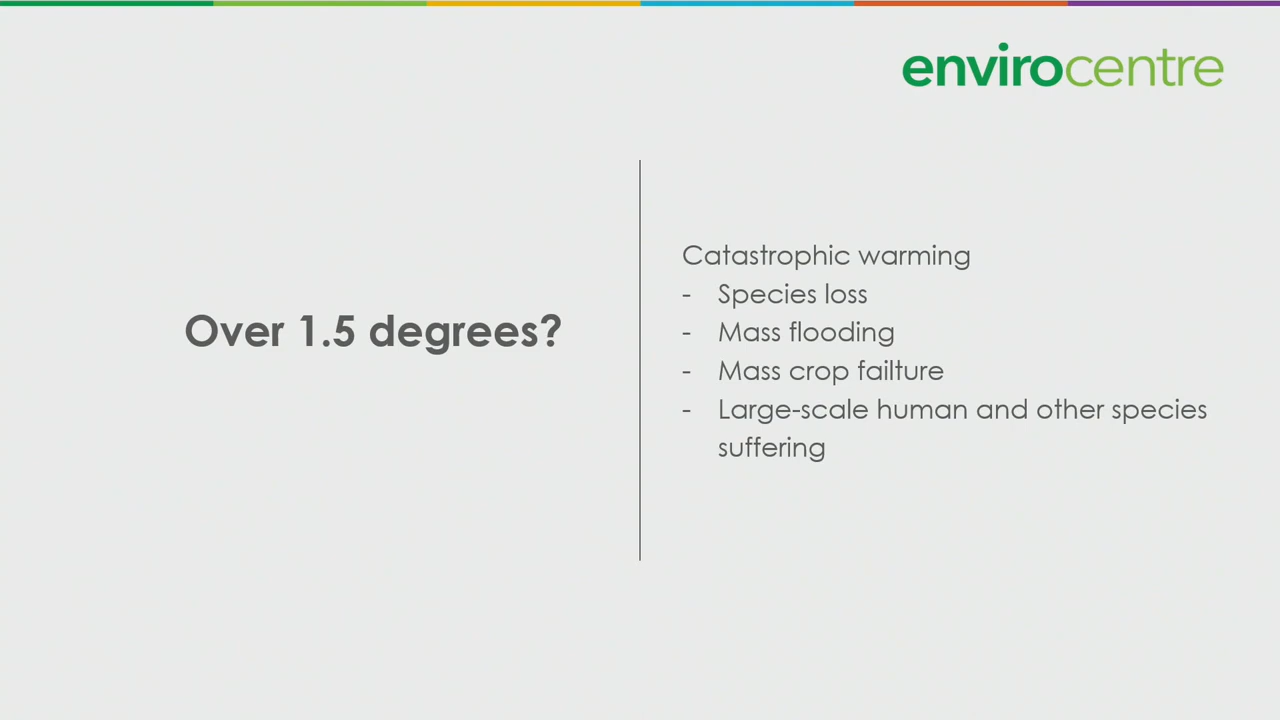 envirocentre
Over 1.5 degrees?
Catastrophic warming
- Species loss
- Mass flooding
- Mass crop failture
- Large-scale human and other species
suffering